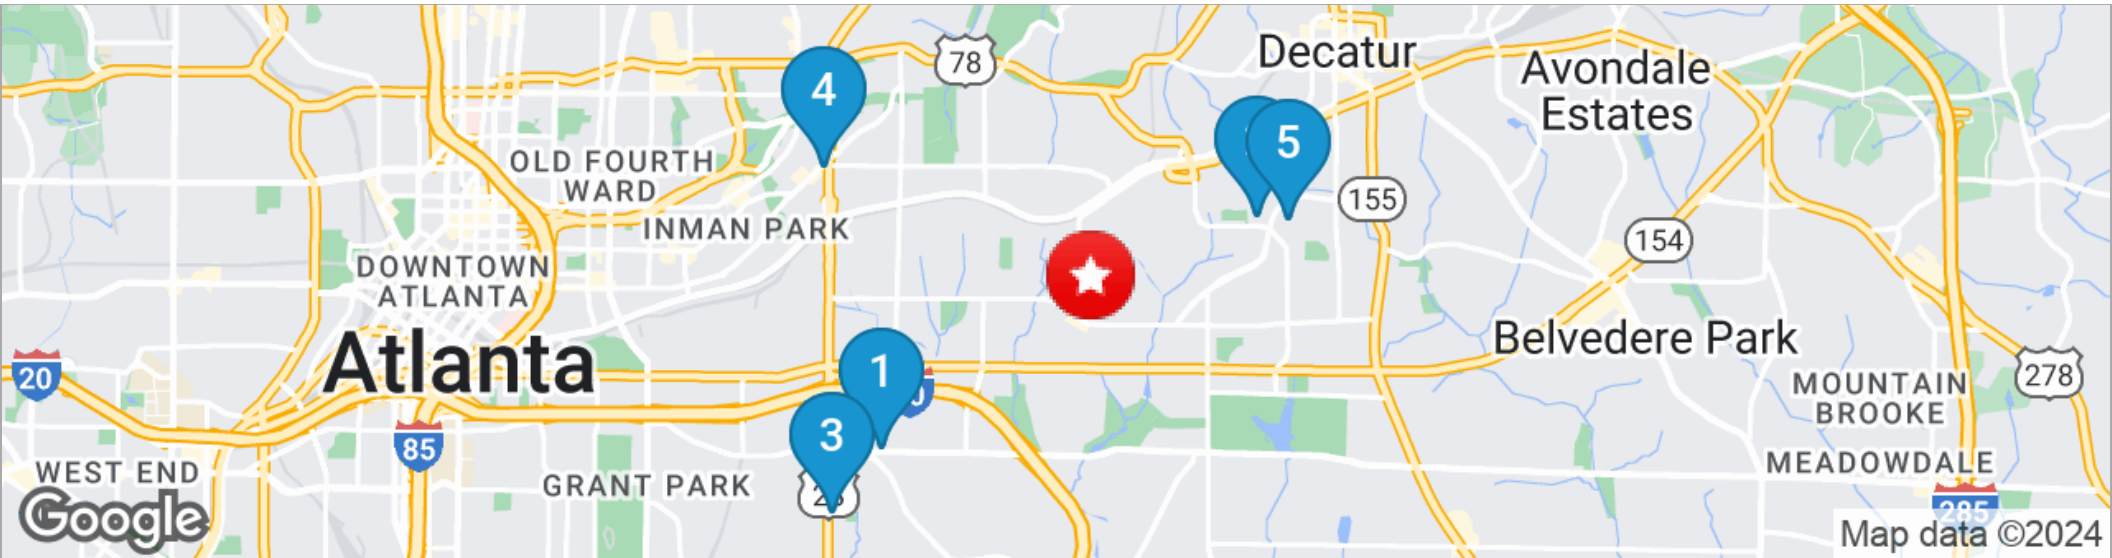 4
78
Decatur
Avondale
Estates
5
OLD FOURTH
WARD
155
INMAN PARK
154
DOWNTOWN
ATLANTA
Atlanta
Belvedere Park
20
1
278
MOUNTAIN
BROOKE
3
85
WEST END
GRANT PARK
MEADOWDALE
285
Google
Map data ©2024